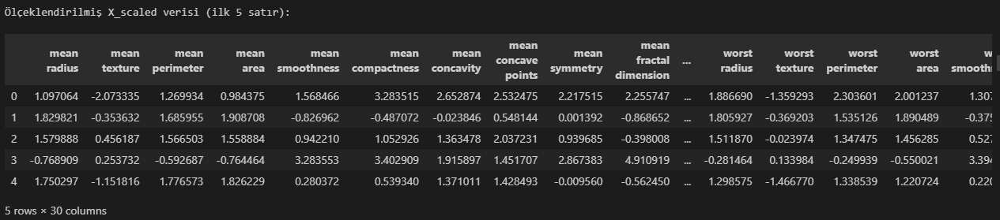 Ölçeklendirilmiş X_scaled verisi (ilk 5 satır):
mean radius mean texture mean perimeter mean area mean smoothness mean compactness mean concavity mean concave points mean symmetry mean fractal dimension ... worst radius worst texture worst perimeter worst area
0 1.097064 -2.073335 1.269934 0.984375 1.568466 3.283515 2.652874 2.532475 2.217515 2.255747 ... 1.886690 -1.359293 2.303601 2.001237 1.307
1 1.829821 -0.353632 1.685955 1.908708 -0.826962 -0.487072 -0.023846 0.548144 0.001392 -0.868652 ... 1.805927 -0.369203 1.535126 1.890489 -0.375
2 1.579888 0.456187 1.566503 1.558884 0.942210 1.052926 1.363478 2.037231 0.939685 -0.398008 ... 1.511870 -0.023974 1.347475 1.456285 0.527
3 -0.768909 0.253732 -0.592687 -0.764464 3.283553 3.402909 1.915897 1.451707 2.867383 4.910919 ... -0.281464 0.133984 -0.249939 -0.550021 3.394
4 1.750297 -1.151816 1.776573 1.826229 0.280372 0.539340 1.371011 1.428493 -0.009560 -0.562450 ... 1.298575 -1.466770 1.338539 1.220724 0.220
5 rows × 30 columns